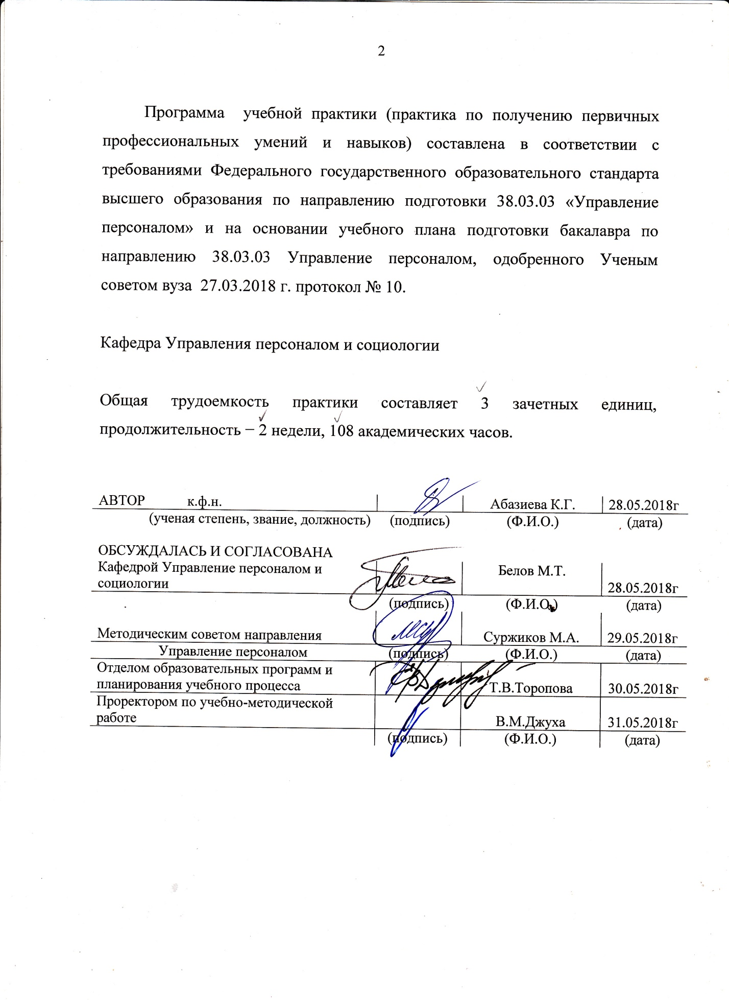 2
Программа учебной практики (практика по получению первичных
профессиональных умений и навыков) составлена в соответствии с
требованиями Федерального государственного образовательного стандарта
высшего образования по направлению подготовки 38.03.03 «Управление
персоналом» и на основании учебного плана подготовки бакалавра по
направлению 38.03.03 Управление персоналом, одобренного Ученым
советом вуза 27.03.2018 г. протокол № 10.
Кафедра Управления персоналом и социологии
Общая трудоемкость практики составляет 3 зачетных единиц,
продолжительность – 2 недели, 108 академических часов.
АВТОР к.ф.н. Абазиева К.Г. 28.05.2018г
(ученая степень, звание, должность) (подпись) (Ф.И.О.) (дата)
ОБСУЖДАЛАСЬ И СОГЛАСОВАНА
Кафедрой Управление персоналом и Белов М.Т.
социологии 28.05.2018г
(подпись) (Ф.И.О.) (дата)
Методическим советом направления Суржиков М.А. 29.05.2018г
Управление персоналом (подпись) (Ф.И.О.) (дата)
Отделом образовательных программ и
планирования учебного процесса Т.В.Торопова 30.05.2018г
Проректором по учебно-методической
работе В.М.Джуха 31.05.2018г
(подпись) (Ф.И.О.) (дата)